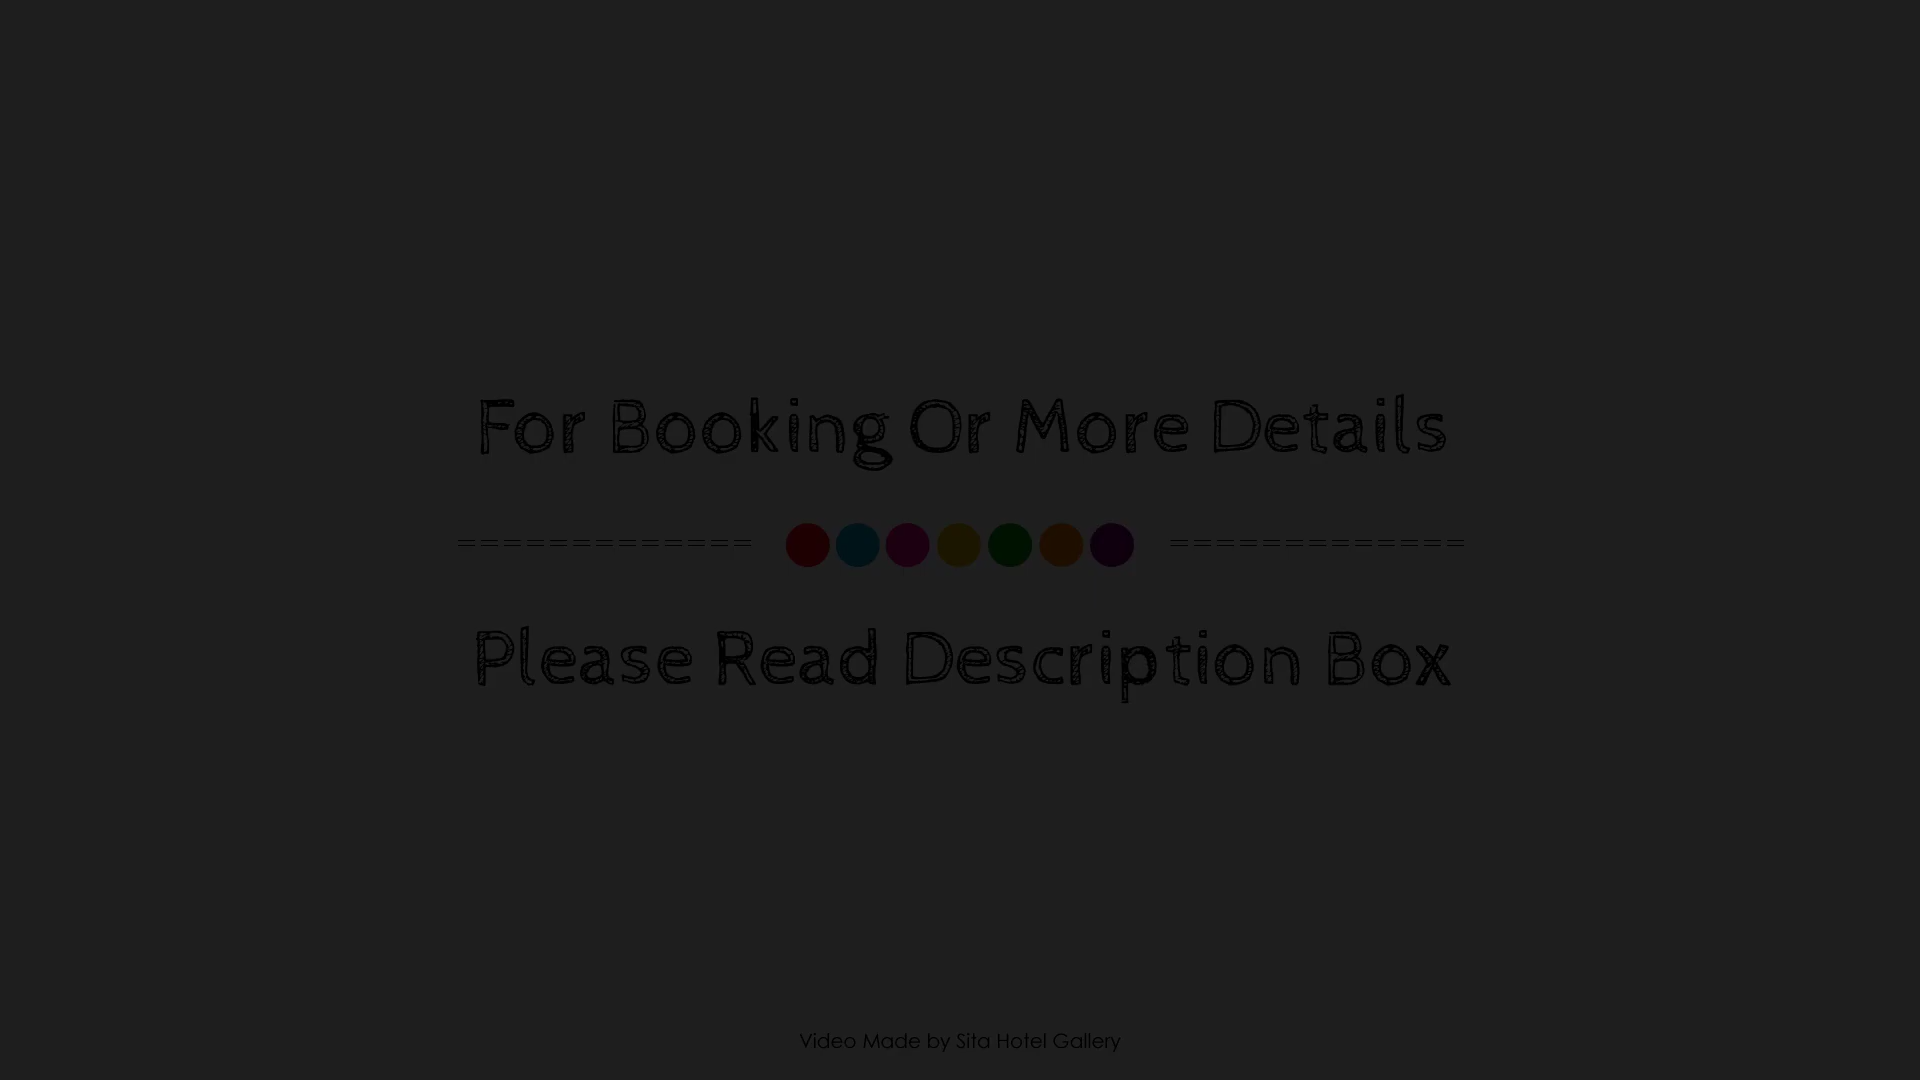 For Booking Or More Details
============= =============
Please Read Description Box
Video Made by Sita Hotel Gallery